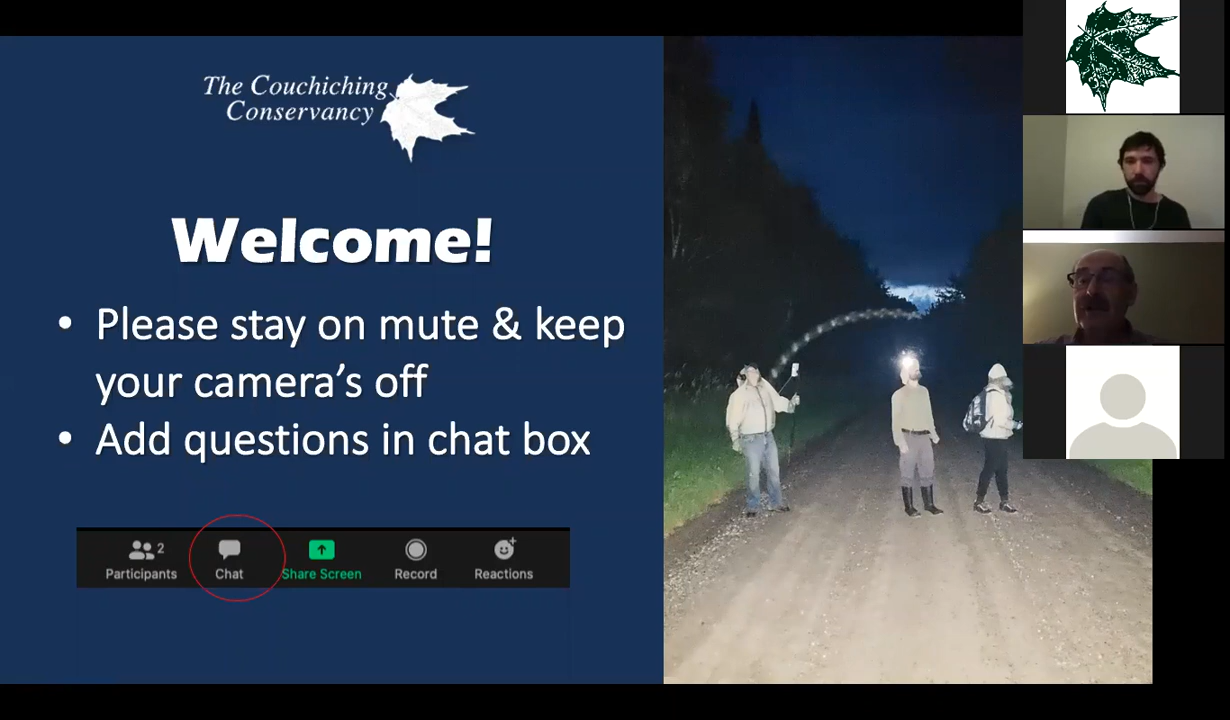 The Couchiching
Conservancy
Welcome!
• Please stay on mute & keep
your camera's off
• Add questions in chat box
2
Participants
Chat
Share Screen
Record
Reactions